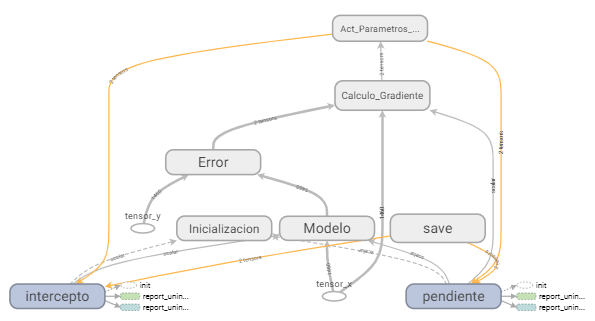 Act_Parametros_...
2 tensors
2 tensors
Calculo_Gradiente
2 tensors
2 tensors
Error
scalar
tensor_y
Inicializacion
Modelo
save
scalar
scalar
2 tensors
tensor_x
intercepto
init
report_unin...
report_unin...
pendiente
init
report_unin...
report_unin...